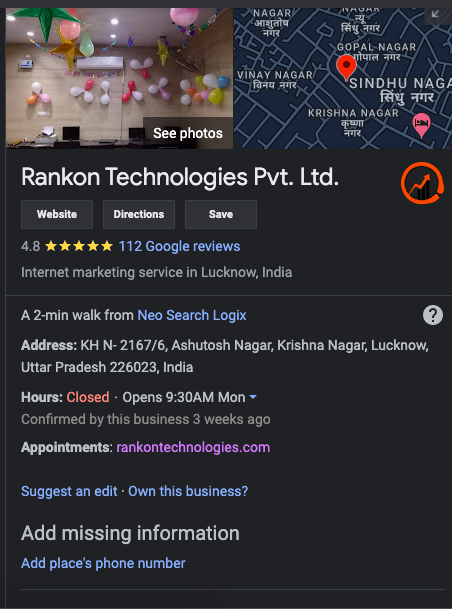 See photos
NAGAR
आशुतोष
नगर
NAGAR
न्यू
सिंधु नगर
GOPAL NAGAR
गोपाल नगर
VINAY NAGAR
विनय नगर
SINDHU NAGA
सिंधु नगर
KRISHNA NAGAR
कृष्णा
नगर
Rankon Technologies Pvt. Ltd.
Website Directions Save
4.8 ★★★★★ 112 Google reviews
Internet marketing service in Lucknow, India
A 2-min walk from Neo Search Logix
?
Address: KH N- 2167/6, Ashutosh Nagar, Krishna Nagar, Lucknow,
Uttar Pradesh 226023, India
Hours: Closed · Opens 9:30AM Mon
Confirmed by this business 3 weeks ago
Appointments: rankontechnologies.com
Suggest an edit · Own this business?
Add missing information
Add place's phone number